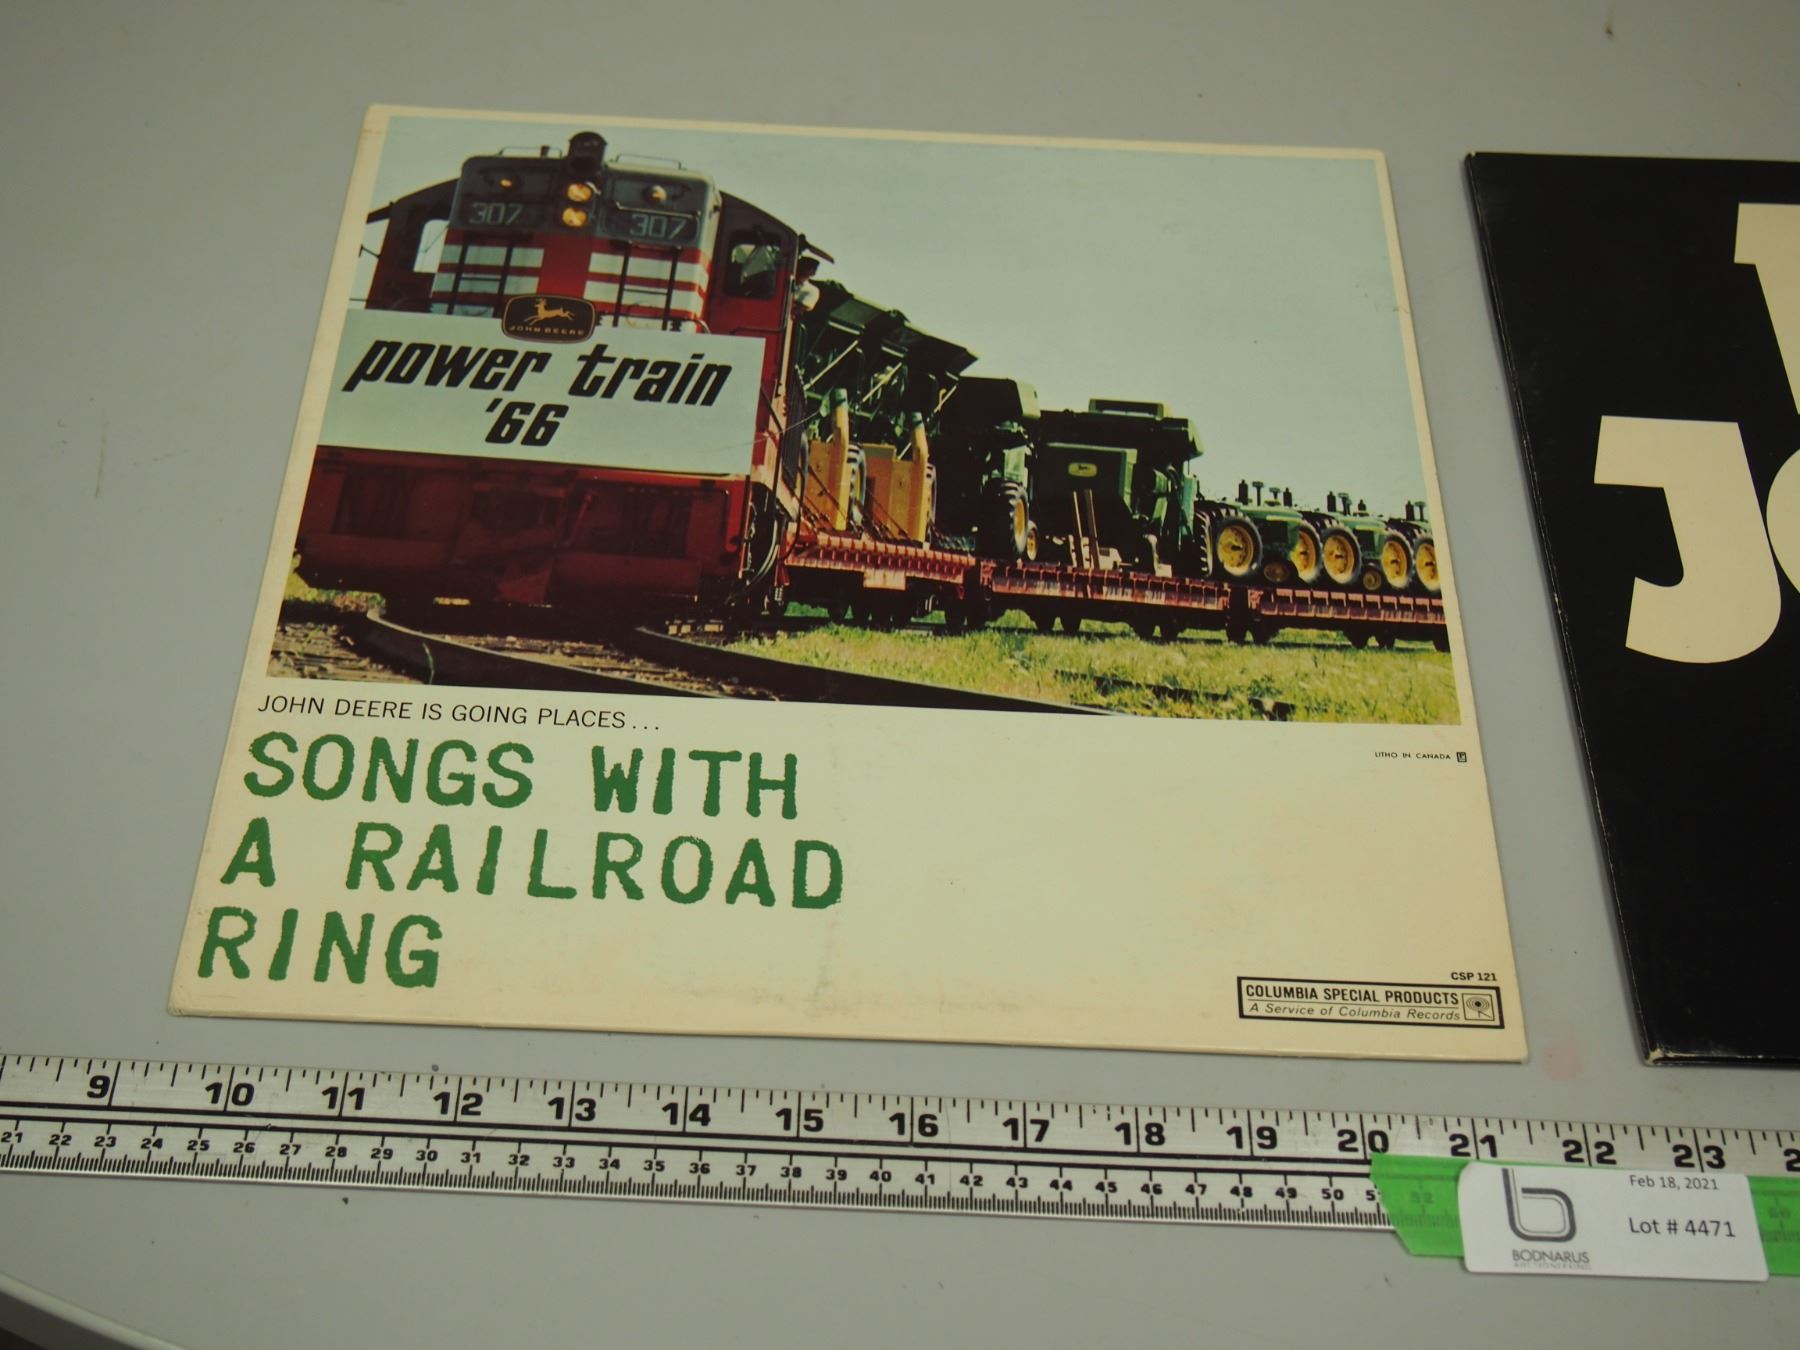 307 307
JOHN DEERE
power train
'66
JOHN DEERE IS GOING PLACES...
LITHO IN CANADA
SONGS WITH
A RAILROAD
RING
CSP 121
COLUMBIA SPECIAL PRODUCTS
A Service of Columbia Records
9 10 11 12 13 14 15 16 17 18 19 20 21 22 23
21 22 23 24 25 26 27 28 29 30 31 32 33 34 35 36 37 38 39 40 41 42 43 44 45 46 47 48 49 50 52
Feb 18, 2021
Lot # 4471
BODNARUS
AUCTIONEERING